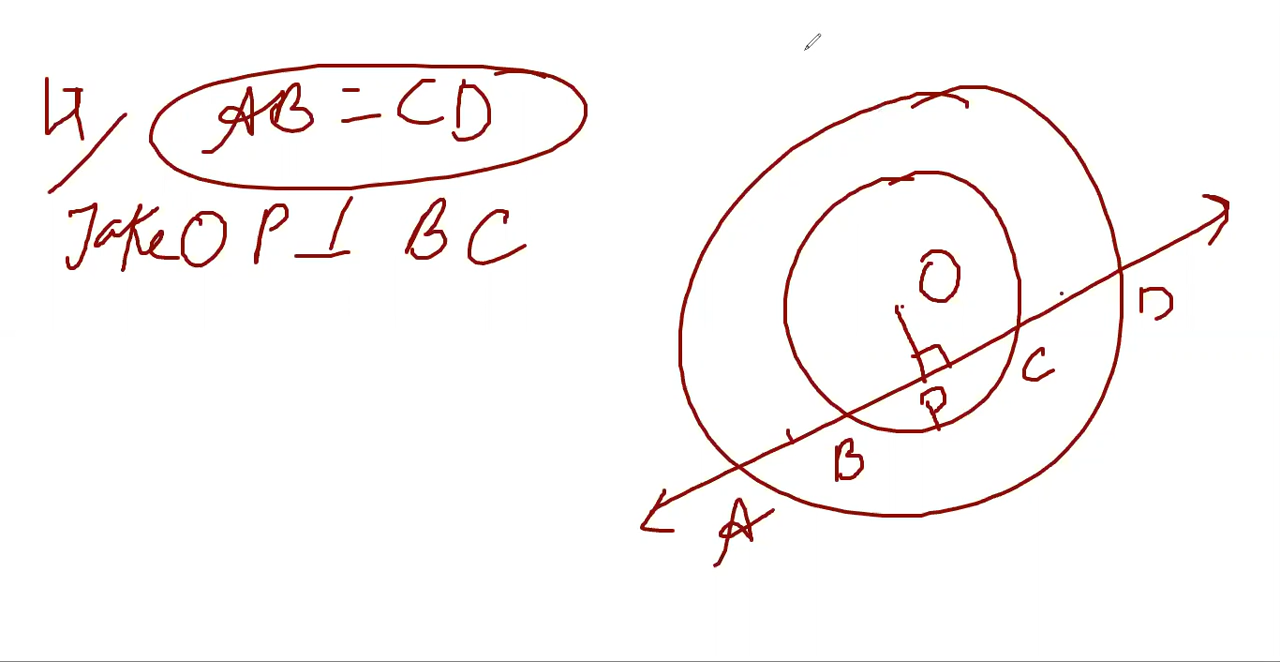 4/ AB = CD
Take OP ⊥ BC
O
D
C
P
B
A